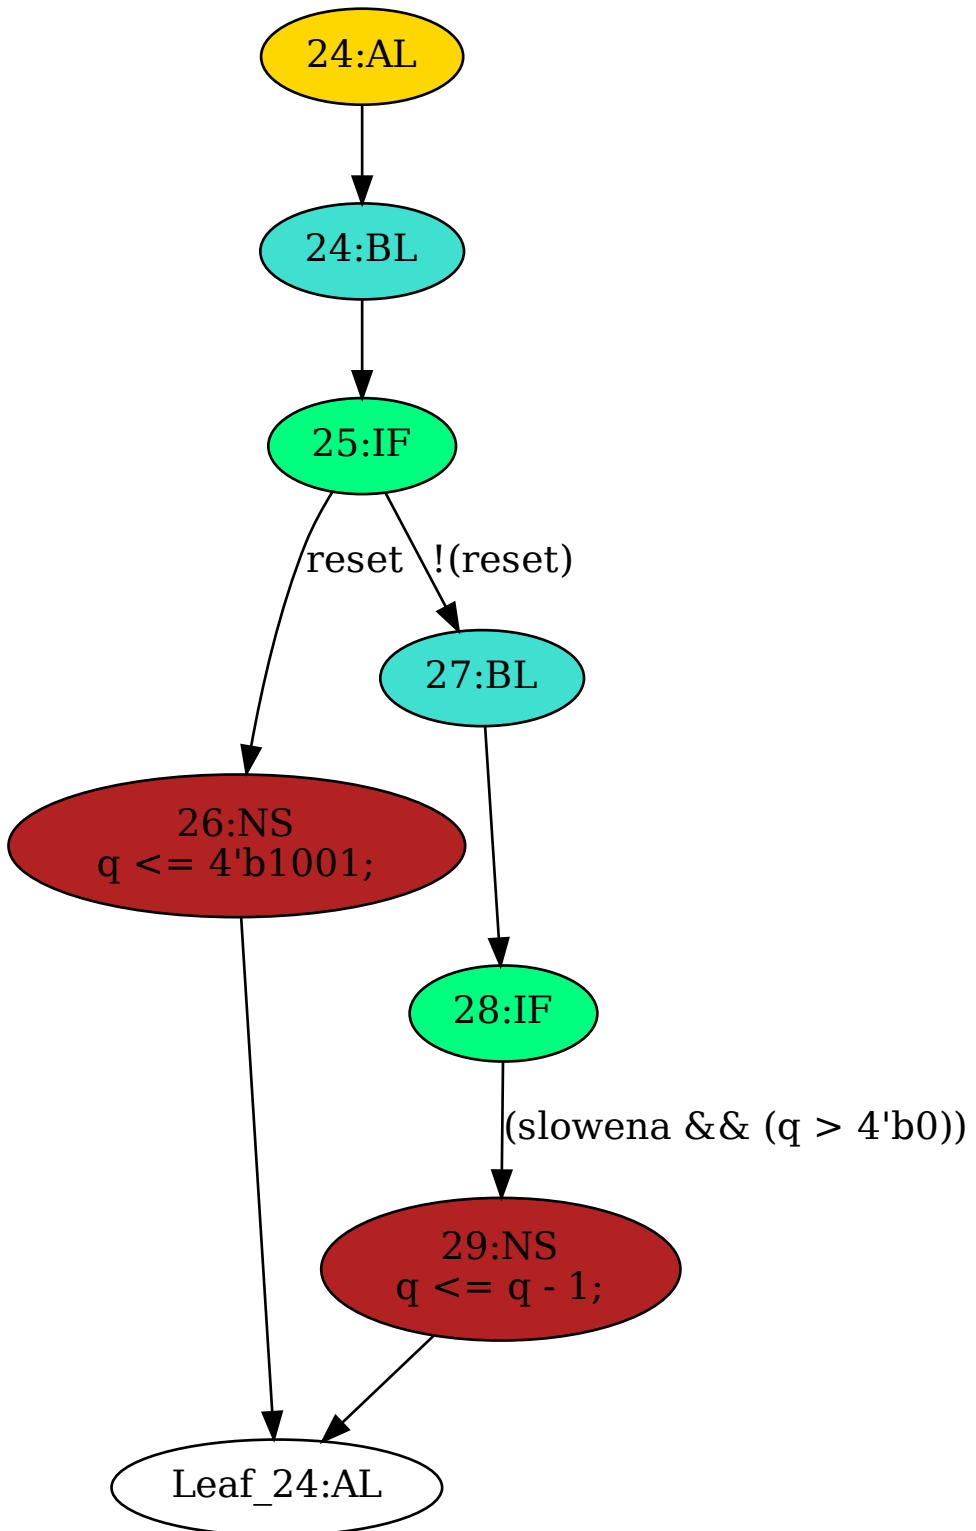 24:AL
24:BL
25:IF
reset
!(reset)
27:BL
26:NS
q <= 4'b1001;
28:IF
(slowena && (q > 4'b0))
29:NS
q <= q - 1;
Leaf_24:AL